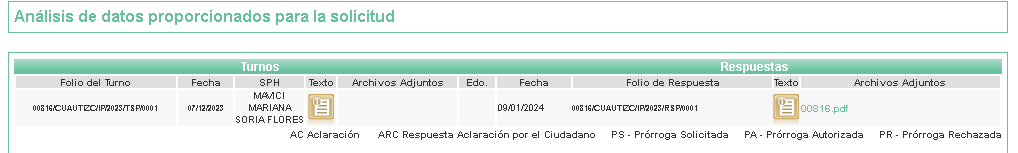 Análisis de datos proporcionados para la solicitud
Turnos Respuestas
Folio del Turno Fecha SPH Texto Archivos Adjuntos Edo. Fecha Folio de Respuesta Texto Archivos Adjuntos
00816/CUAUTIZC/IP/2023/TSP/0001 07/12/2023 MAVICI MARIANA SORIA FLORES 09/01/2024 00816/CUAUTIZC/IP/2023/RSP/0001 00816.pdf
AC Aclaración ARC Respuesta Aclaración por el Ciudadano PS - Prórroga Solicitada PA - Prórroga Autorizada PR - Prórroga Rechazada